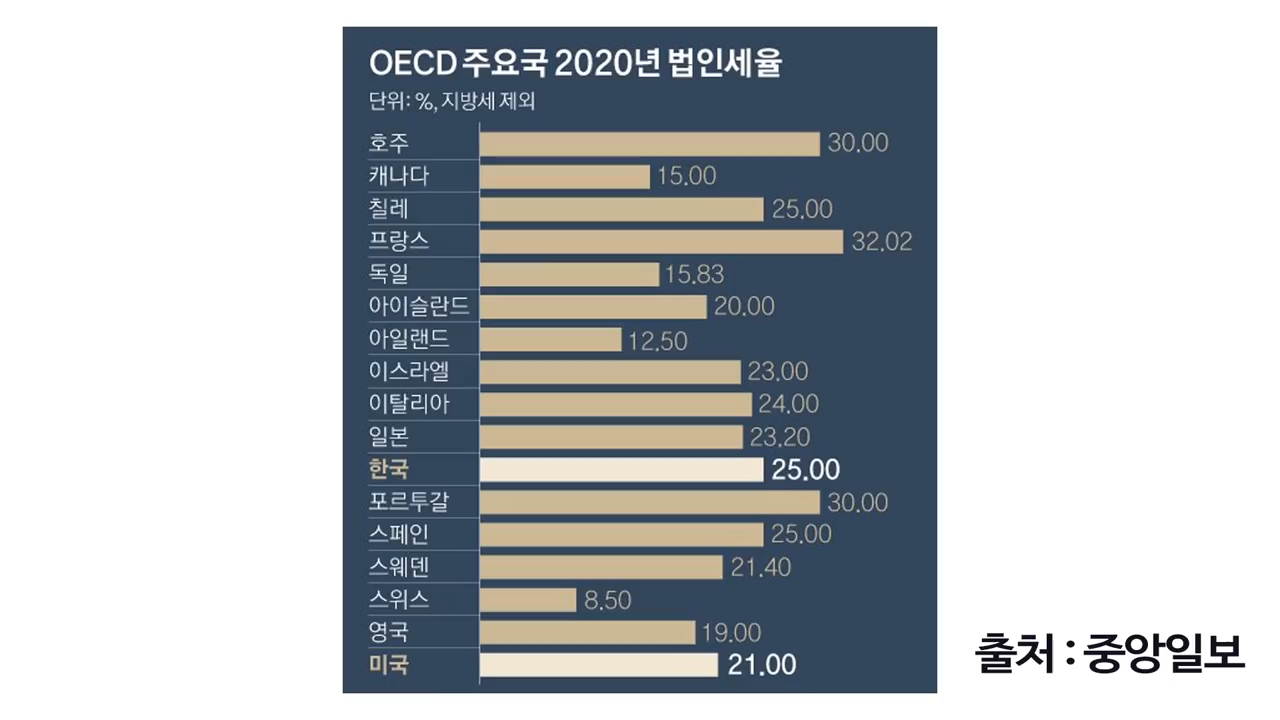 OECD 주요국 2020년 법인세율
단위: %, 지방세 제외
호주 30.00
캐나다 15.00
칠레 25.00
프랑스 32.02
독일 15.83
아이슬란드 20.00
아일랜드 12.50
이스라엘 23.00
이탈리아 24.00
일본 23.20
한국 25.00
포르투갈 30.00
스페인 25.00
스웨덴 21.40
스위스 8.50
영국 19.00
미국 21.00
출처 : 중앙일보